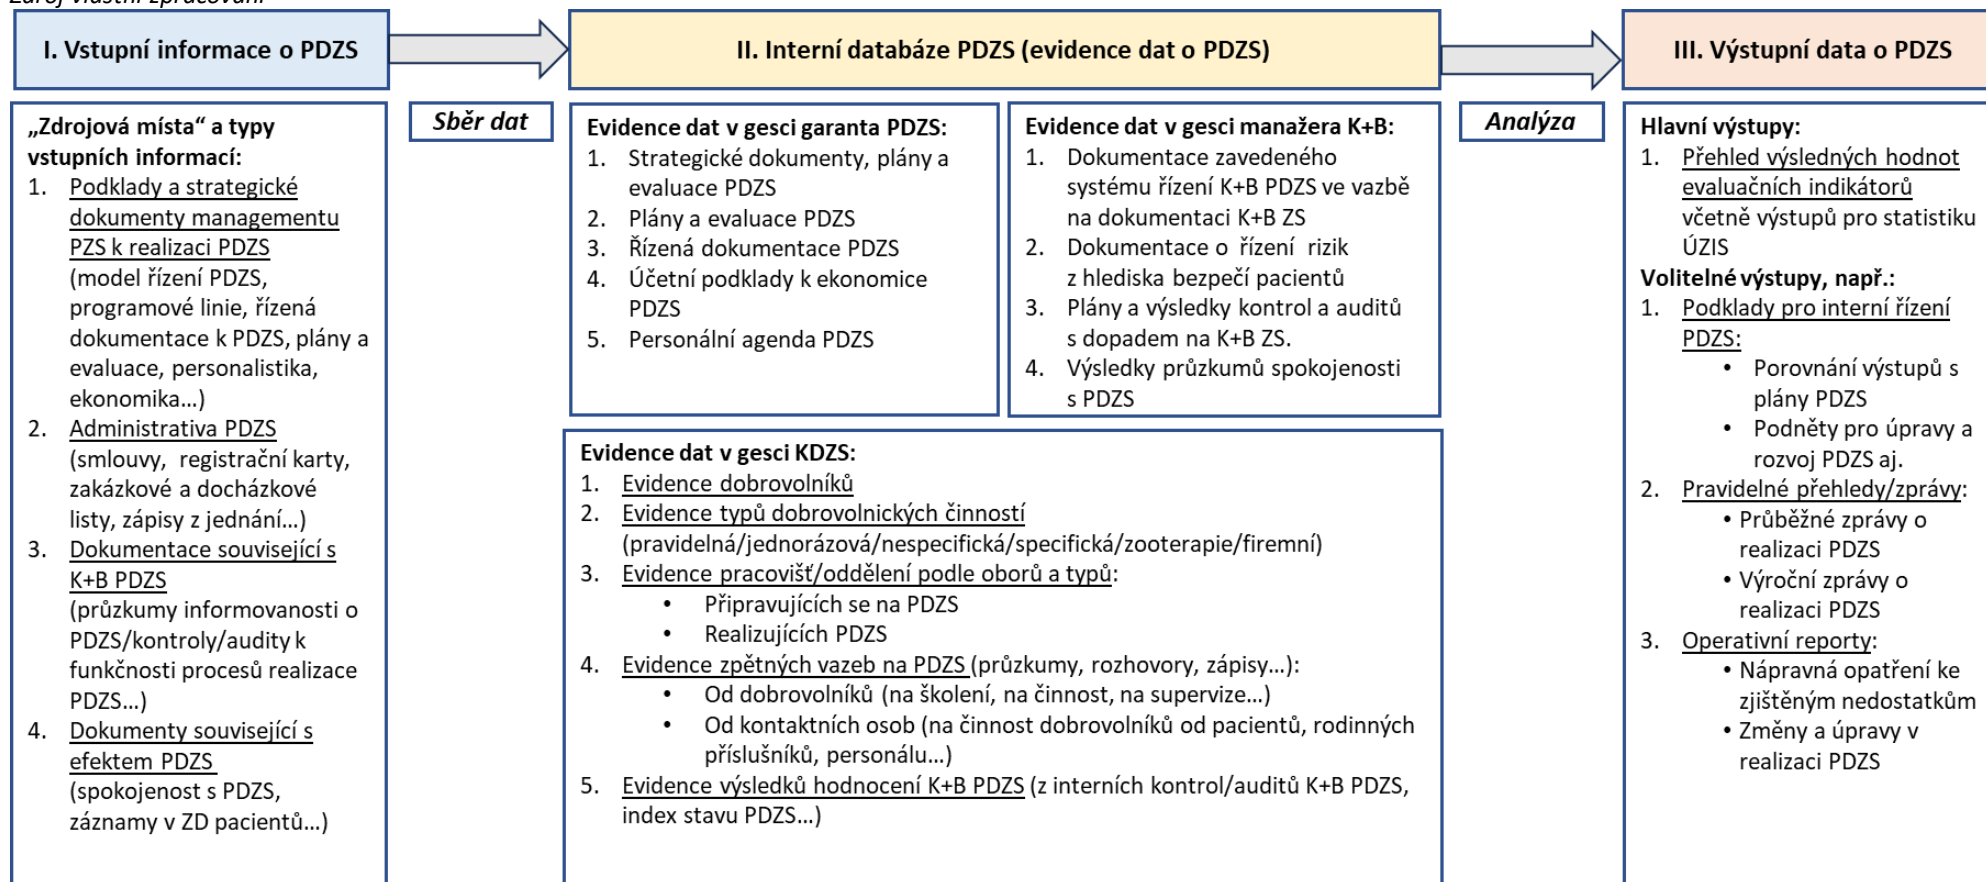 Zdroj vlastní zpracování
I. Vstupní informace o PDZS
II. Interní databáze PDZS (evidence dat o PDZS)
III. Výstupní data o PDZS
„Zdrojová místa“ a typy
vstupních informací:
1. Podklady a strategické
dokumenty managementu
PZS k realizaci PDZS
(model řízení PDZS,
programové linie, řízená
dokumentace k PDZS, plány a
evaluace, personalistika,
ekonomika...)
2. Administrativa PDZS
(smlouvy, registrační karty,
zakázkové a docházkové
listy, zápisy z jednání...)
3. Dokumentace související s
K+B PDZS
(průzkumy informovanosti o
PDZS/kontroly/audity k
funkčnosti procesů realizace
PDZS...)
4. Dokumenty související s
efektem PDZS
(spokojenost s PDZS,
záznamy v ZD pacientů...)
Sběr dat
Evidence dat v gesci garanta PDZS:
1. Strategické dokumenty, plány a
evaluace PDZS
2. Plány a evaluace PDZS
3. Řízená dokumentace PDZS
4. Účetní podklady k ekonomice
PDZS
5. Personální agenda PDZS
Evidence dat v gesci manažera K+B:
1. Dokumentace zavedeného
systému řízení K+B PDZS ve vazbě
na dokumentaci K+B ZS
2. Dokumentace o řízení rizik
z hlediska bezpečí pacientů
3. Plány a výsledky kontrol a auditů
s dopadem na K+B ZS.
4. Výsledky průzkumů spokojenosti
s PDZS
Evidence dat v gesci KDZS:
1. Evidence dobrovolníků
2. Evidence typů dobrovolnických činností
(pravidelná/jednorázová/nespecifická/specifická/zooterapie/firemní)
3. Evidence pracovišť/oddělení podle oborů a typů:
• Připravujících se na PDZS
• Realizujících PDZS
4. Evidence zpětných vazeb na PDZS (průzkumy, rozhovory, zápisy...):
• Od dobrovolníků (na školení, na činnost, na supervize...)
• Od kontaktních osob (na činnost dobrovolníků od pacientů, rodinných
příslušníků, personálu...)
5. Evidence výsledků hodnocení K+B PDZS (z interních kontrol/auditů K+B PDZS,
index stavu PDZS...)
Analýza
Hlavní výstupy:
1. Přehled výsledných hodnot
evaluačních indikátorů
včetně výstupů pro statistiku
ÚZIS
Volitelné výstupy, např.:
1. Podklady pro interní řízení
PDZS:
• Porovnání výstupů s
plány PDZS
• Podněty pro úpravy a
rozvoj PDZS aj.
2. Pravidelné přehledy/zprávy:
• Průběžné zprávy o
realizaci PDZS
• Výroční zprávy o
realizaci PDZS
3. Operativní reporty:
• Nápravná opatření ke
zjištěným nedostatkům
• Změny a úpravy v
realizaci PDZS